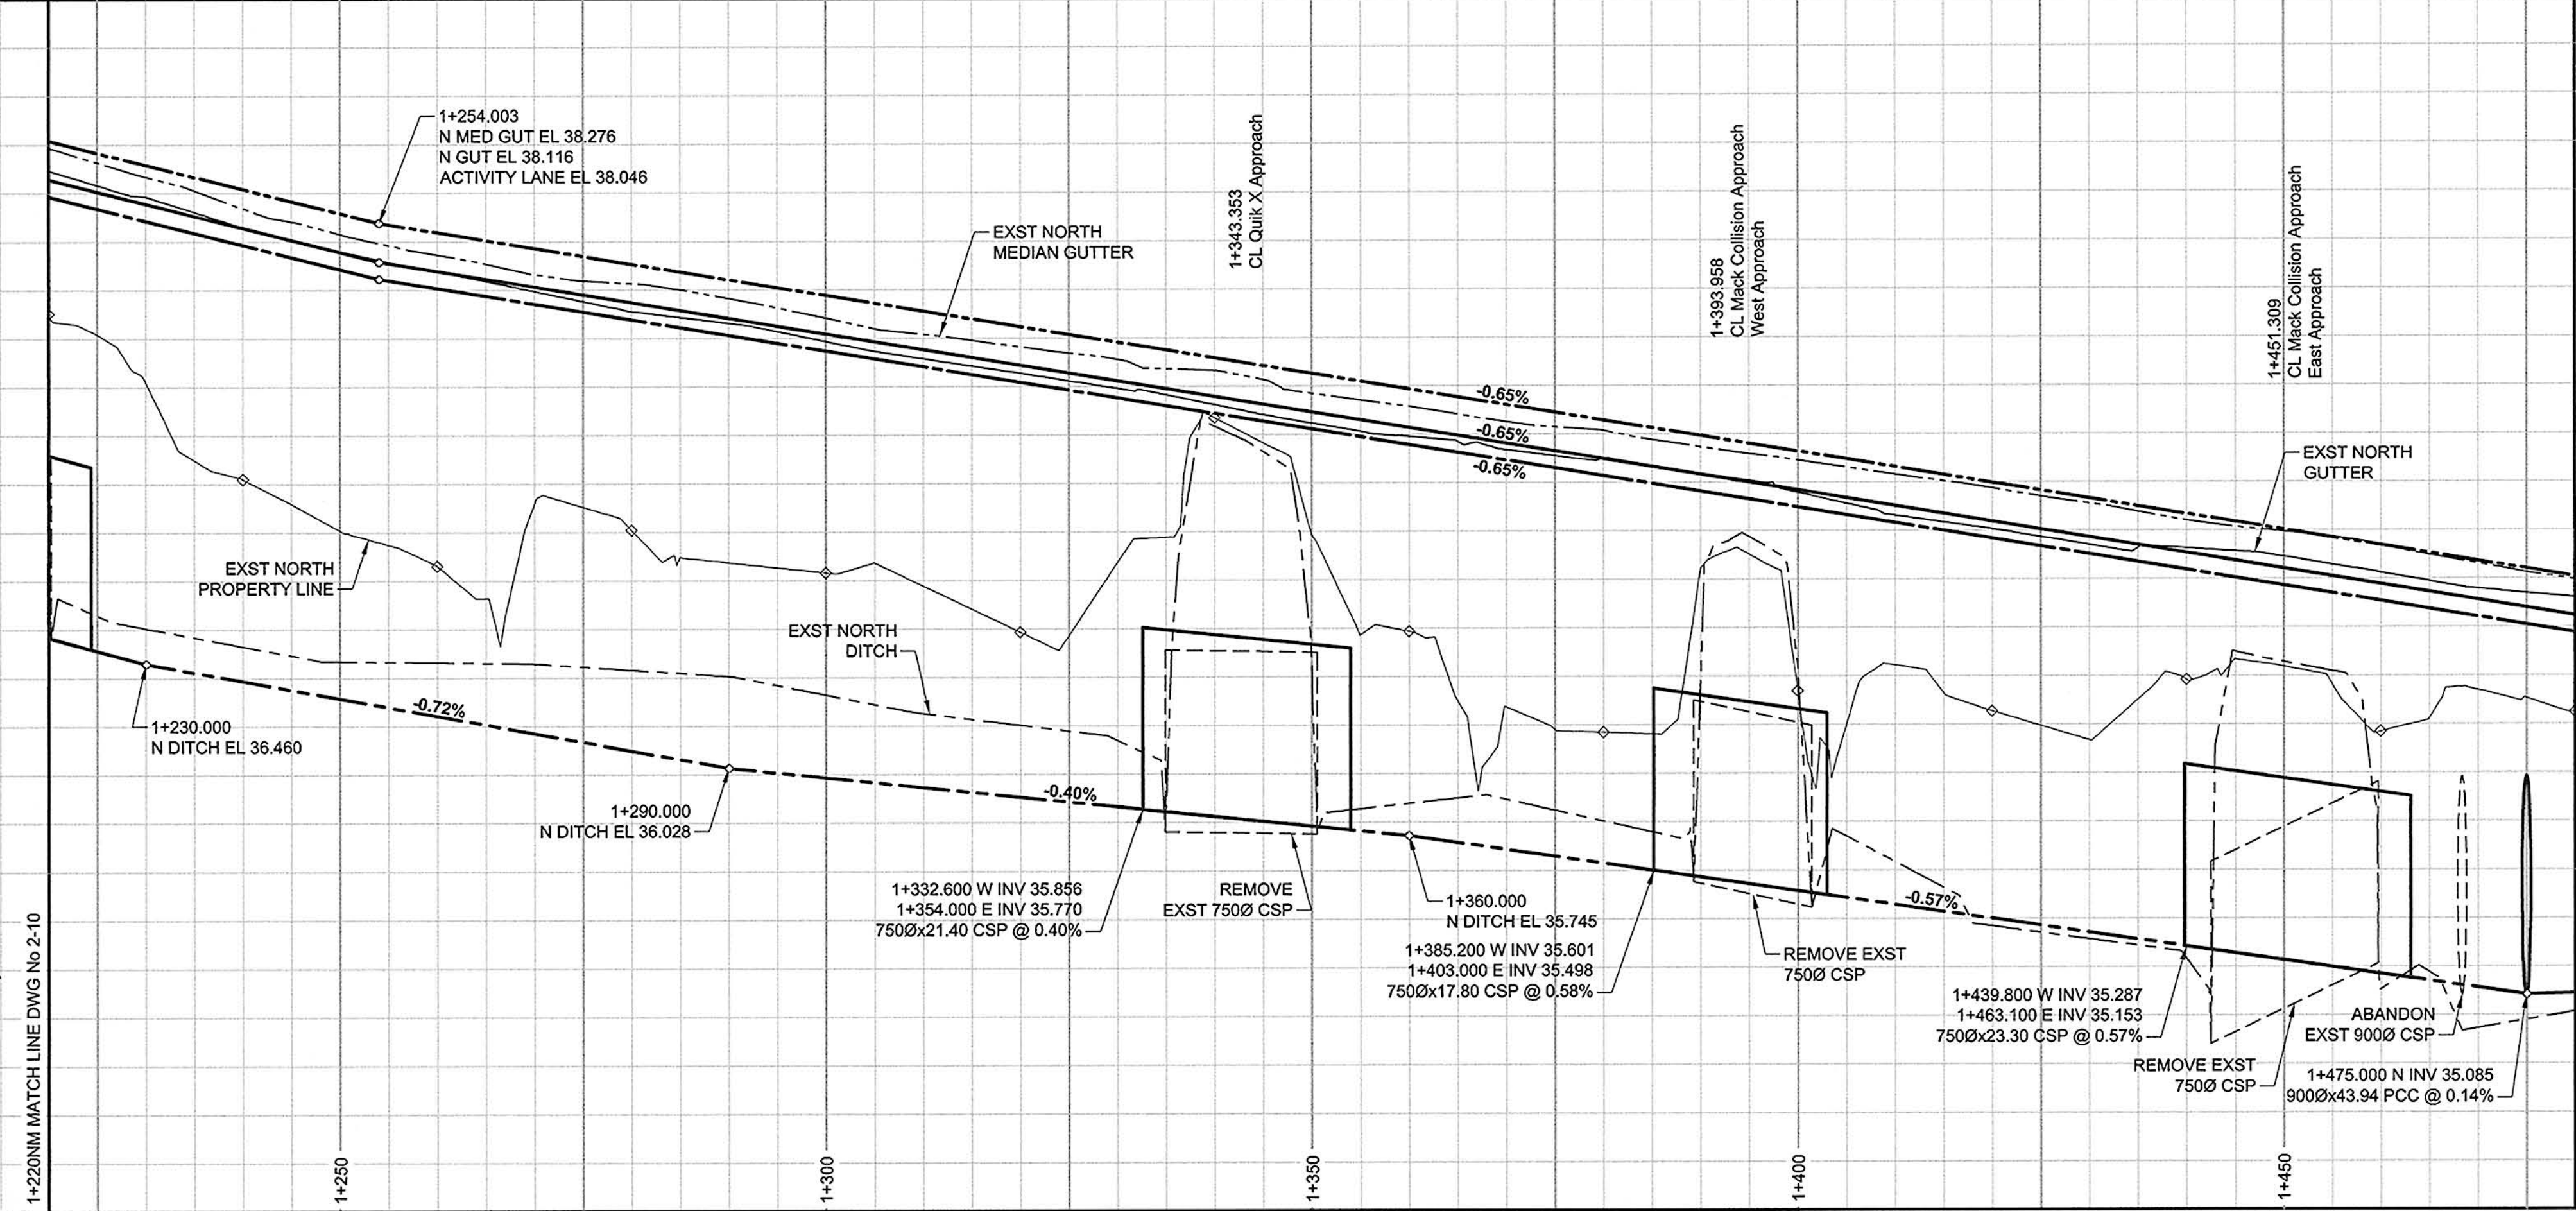 1+254.003
N MED GUT EL 38.276
N GUT EL 38.116
ACTIVITY LANE EL 38.046
EXST NORTH
MEDIAN GUTTER
1+343.353
CL Quik X Approach
1+393.958
CL Mack Collision Approach
West Approach
1+451.309
CL Mack Collision Approach
East Approach
-0.65%
-0.65%
-0.65%
EXST NORTH
GUTTER
EXST NORTH
PROPERTY LINE
EXST NORTH
DITCH
-0.72%
1+230.000
N DITCH EL 36.460
-0.40%
1+290.000
N DITCH EL 36.028
1+332.600 W INV 35.856
1+354.000 E INV 35.770
750Øx21.40 CSP @ 0.40%
REMOVE
EXST 750Ø CSP
1+360.000
N DITCH EL 35.745
1+385.200 W INV 35.601
1+403.000 E INV 35.498
750Øx17.80 CSP @ 0.58%
-0.57%
REMOVE EXST
750Ø CSP
1+439.800 W INV 35.287
1+463.100 E INV 35.153
750Øx23.30 CSP @ 0.57%
REMOVE EXST
750Ø CSP
ABANDON
EXST 900Ø CSP
1+475.000 N INV 35.085
900Øx43.94 PCC @ 0.14%
1+220NM MATCH LINE DWG No 2-10
1+250
1+300
1+350
1+400
1+450